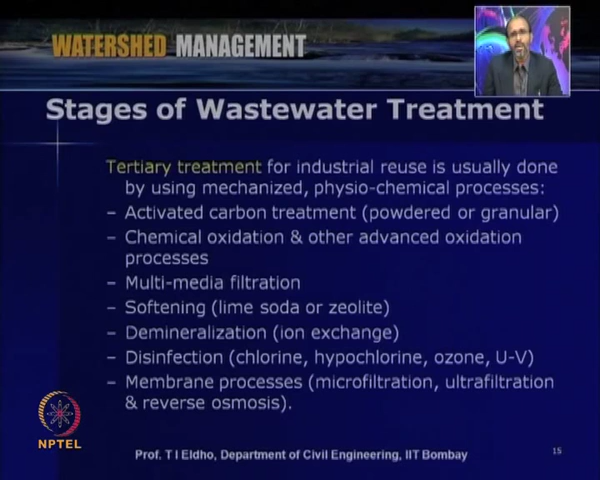 WATERSHED MANAGEMENT
Stages of Wastewater Treatment
Tertiary treatment for industrial reuse is usually done
by using mechanized, physio-chemical processes:
– Activated carbon treatment (powdered or granular)
– Chemical oxidation & other advanced oxidation
processes
– Multi-media filtration
– Softening (lime soda or zeolite)
– Demineralization (ion exchange)
– Disinfection (chlorine, hypochlorine, ozone, U-V)
– Membrane processes (microfiltration, ultrafiltration
& reverse osmosis).
NPTEL
Prof. T I Eldho, Department of Civil Engineering, IIT Bombay
15